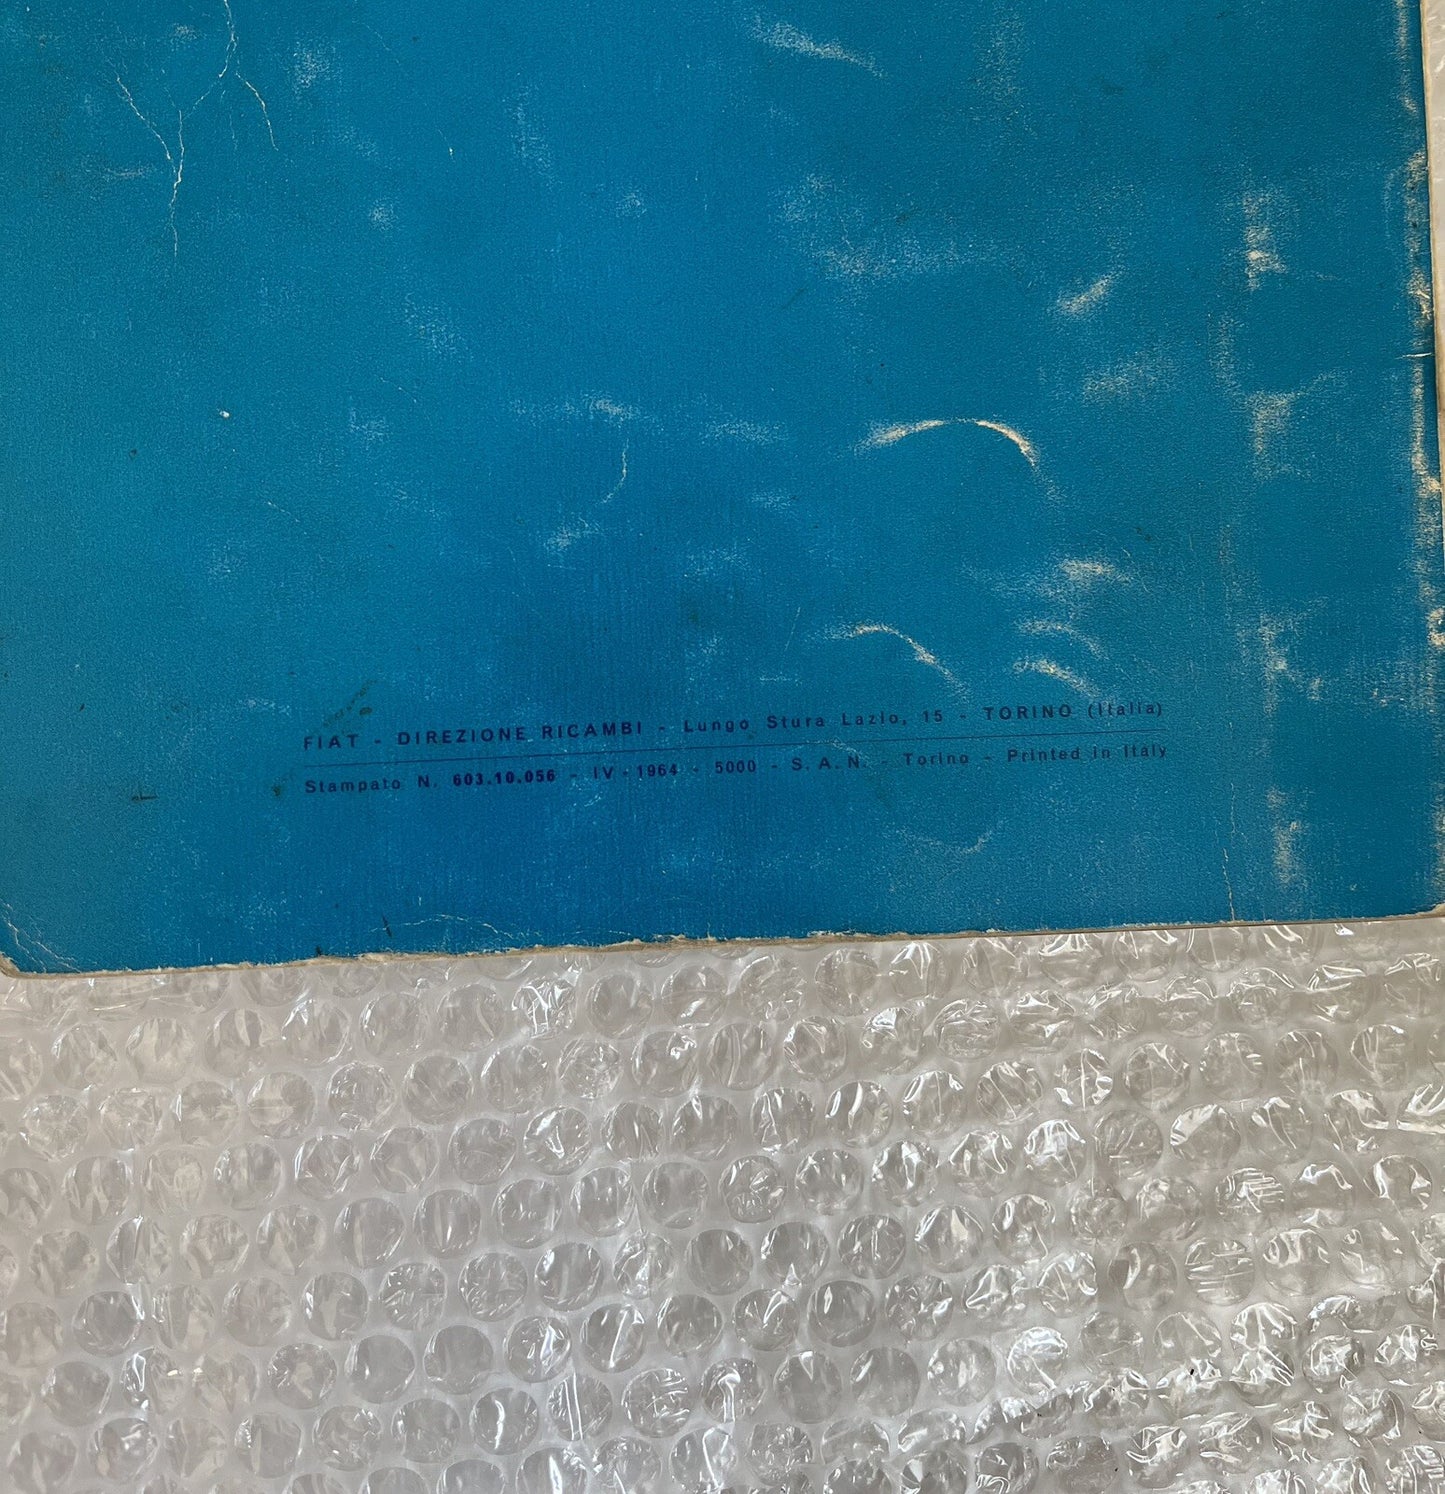 FIAT - DIREZIONE RICAMBI - Lungo Stura Lazio, 15 - TORINO (Italia)
Stampato N. 603.10.056 - IV - 1964 - 5000 - S. A. N. - Torino - Printed in Italy